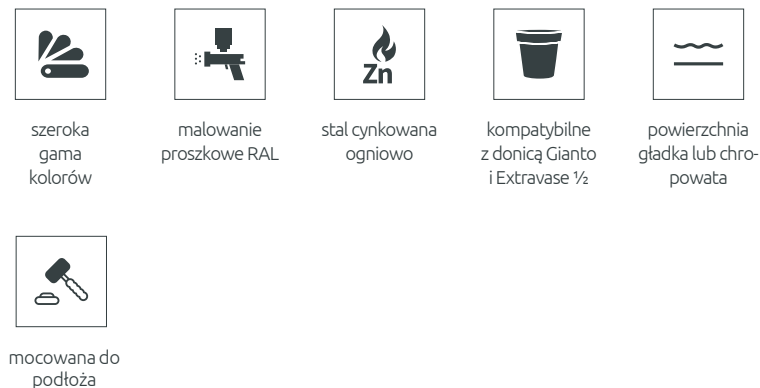 Zn
szeroka
gama
kolorów
malowanie
proszkowe RAL
stal cynkowana
ogniowo
kompatybilne
z donicą Gianto
i Extravase ½
powierzchnia
gładka lub chro-
powata
mocowana do
podłoża